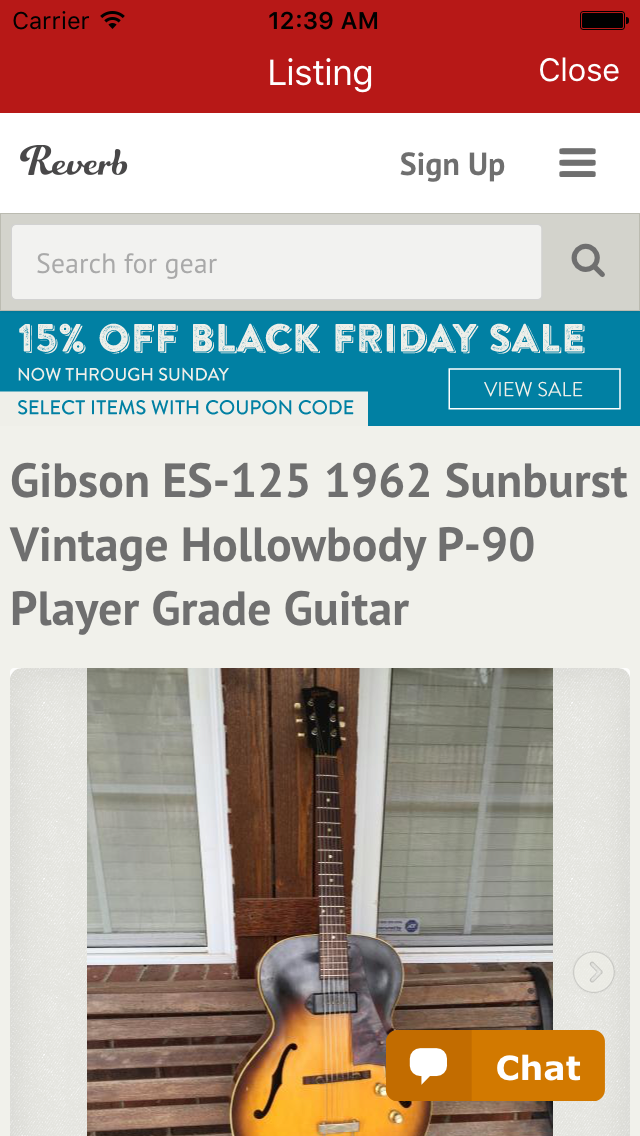 Carrier 12:39 AM
Listing Close
Reverb Sign Up
Search for gear
15% OFF BLACK FRIDAY SALE
NOW THROUGH SUNDAY
VIEW SALE
SELECT ITEMS WITH COUPON CODE
Gibson ES-125 1962 Sunburst
Vintage Hollowbody P-90
Player Grade Guitar
Chat